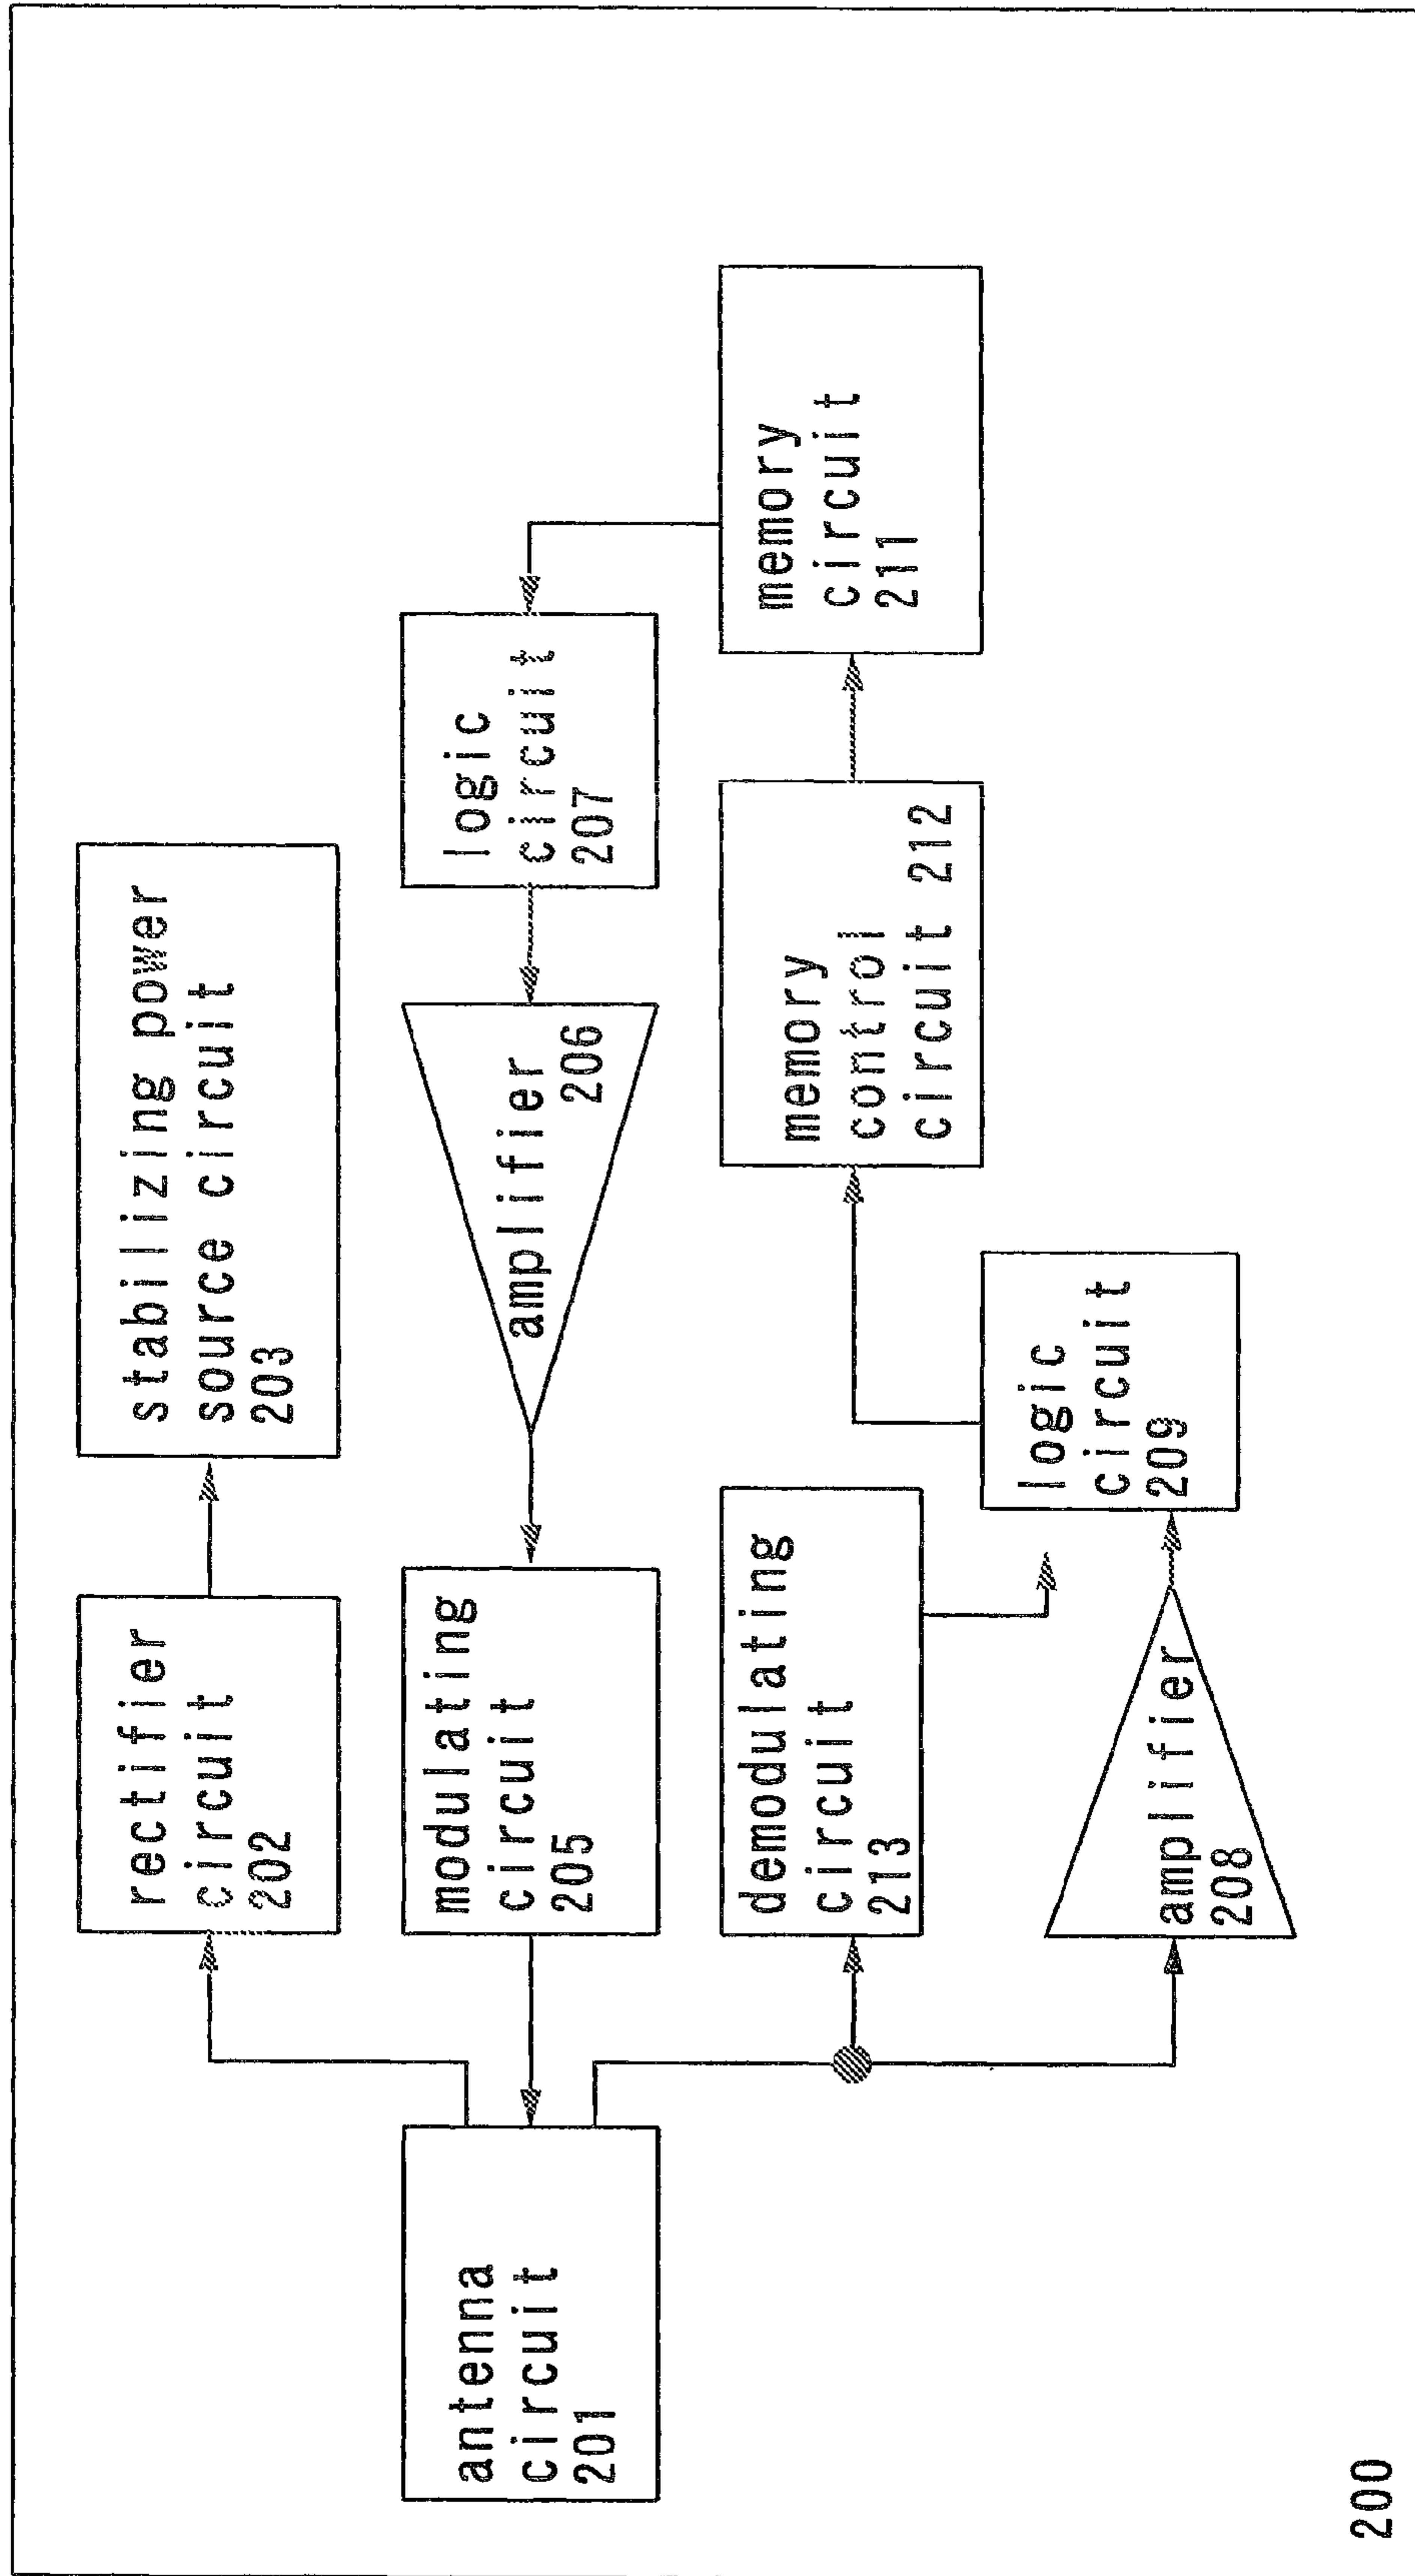 rectifier
circuit
202
stabilizing power
source circuit
203
antenna
circuit
201
modulating
circuit
205
amplifier
206
logic
circuit
207
demodulating
circuit
213
memory
control
circuit 212
memory
circuit
211
amplifier
208
logic
circuit
209
200